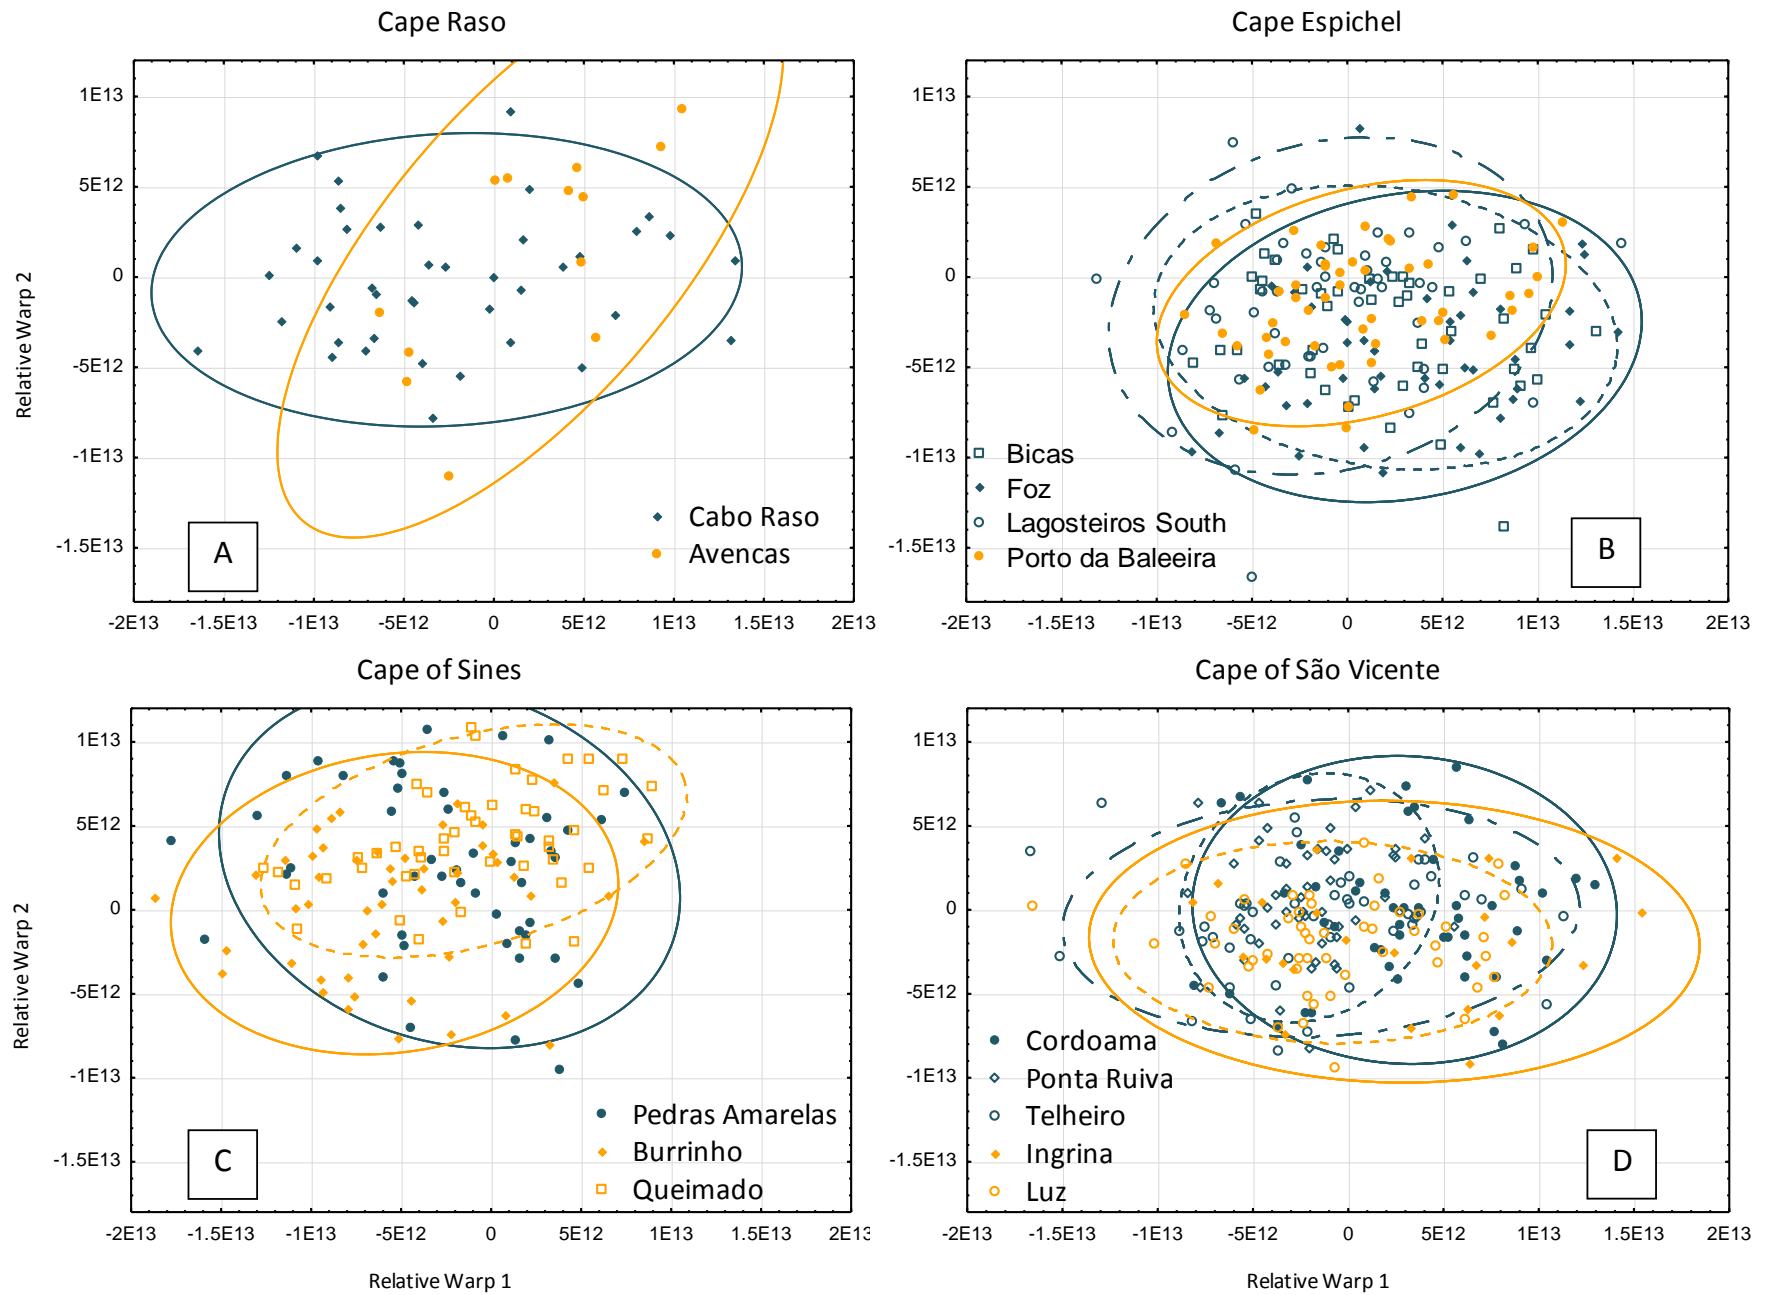 Cape Raso
Relative Warp 2
1E13
5E12
0
-5E12
-1E13
-1.5E13
-2E13 -1.5E13 -1E13 -5E12 0 5E12 1E13 1.5E13 2E13
Cabo Raso
Avencas
A
Cape Espichel
1E13
5E12
0
-5E12
-1E13
-1.5E13
-2E13 -1.5E13 -1E13 -5E12 0 5E12 1E13 1.5E13 2E13
Bicas
Foz
Lagosteiros South
Porto da Baleeira
B
Cape of Sines
Relative Warp 2
1E13
5E12
0
-5E12
-1E13
-1.5E13
-2E13 -1.5E13 -1E13 -5E12 0 5E12 1E13 1.5E13 2E13
Pedras Amarelas
Burrinho
Queimado
C
Relative Warp 1
Cape of São Vicente
1E13
5E12
0
-5E12
-1E13
-1.5E13
-2E13 -1.5E13 -1E13 -5E12 0 5E12 1E13 1.5E13 2E13
Cordoama
Ponta Ruiva
Telheiro
Ingrina
Luz
D
Relative Warp 1